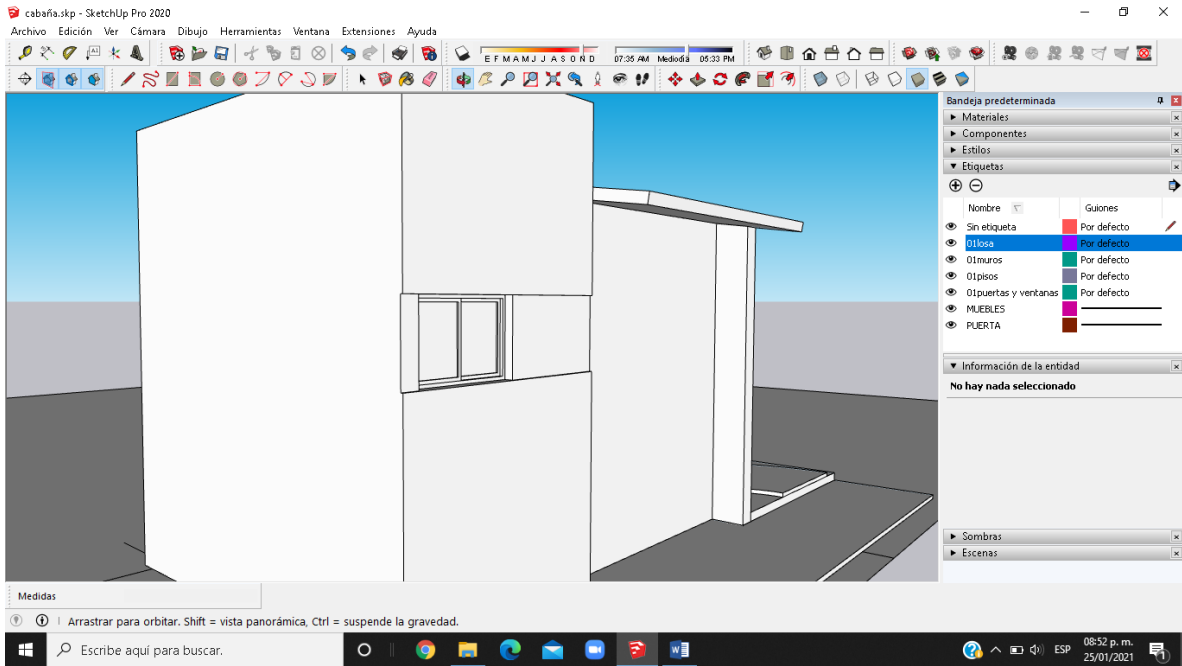 cabaña.skp - SketchUp Pro 2020
Archivo Edición Ver Cámara Dibujo Herramientas Ventana Extensiones Ayuda
E F M A M J J A S O N D 07:35 AM Mediodía 05:33 PM
Bandeja predeterminada
Materiales
Componentes
Estilos
Etiquetas
Nombre Guiones
Sin etiqueta Por defecto
01losa Por defecto
01muros Por defecto
01pisos Por defecto
01puertas y ventanas Por defecto
MUEBLES
PUERTA
Información de la entidad
No hay nada seleccionado
Sombras
Escenas
Medidas
Arrastrar para orbitar. Shift = vista panorámica, Ctrl = suspende la gravedad.
Escribe aquí para buscar.
ESP
08:52 p. m.
25/01/2021
1